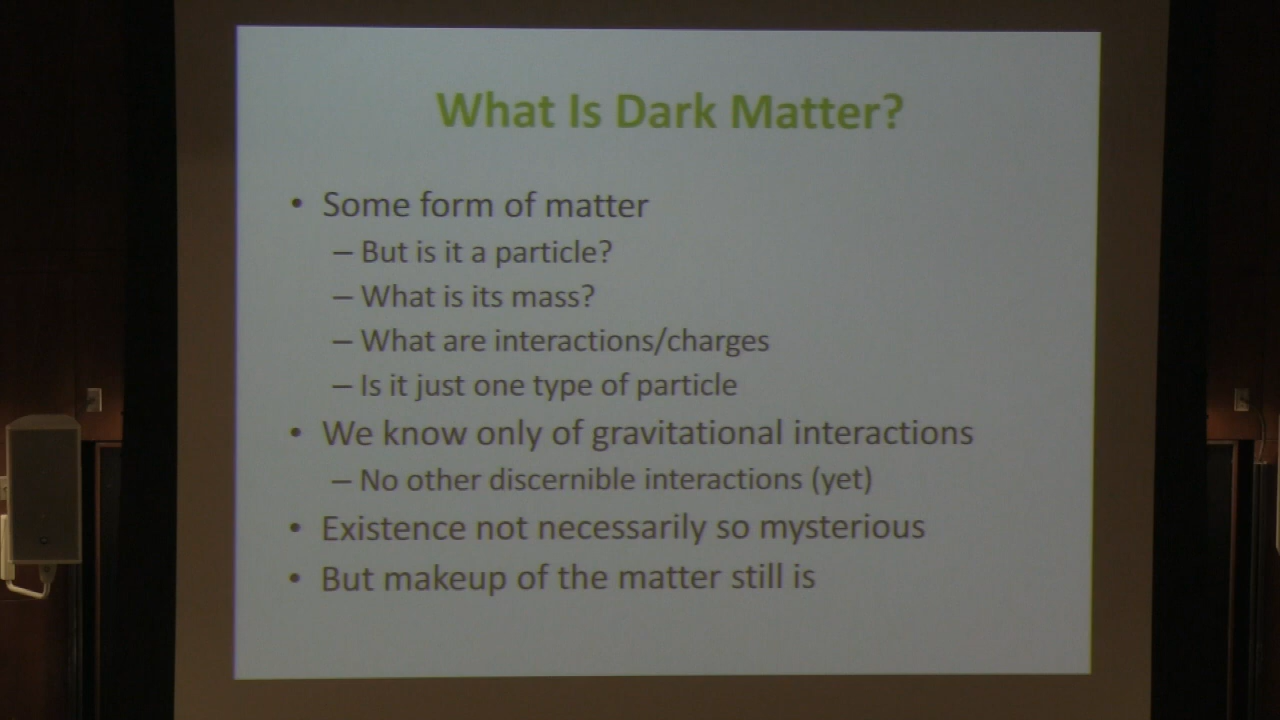 What Is Dark Matter?
• Some form of matter
– But is it a particle?
– What is its mass?
– What are interactions/charges
– Is it just one type of particle
• We know only of gravitational interactions
– No other discernible interactions (yet)
• Existence not necessarily so mysterious
• But makeup of the matter still is